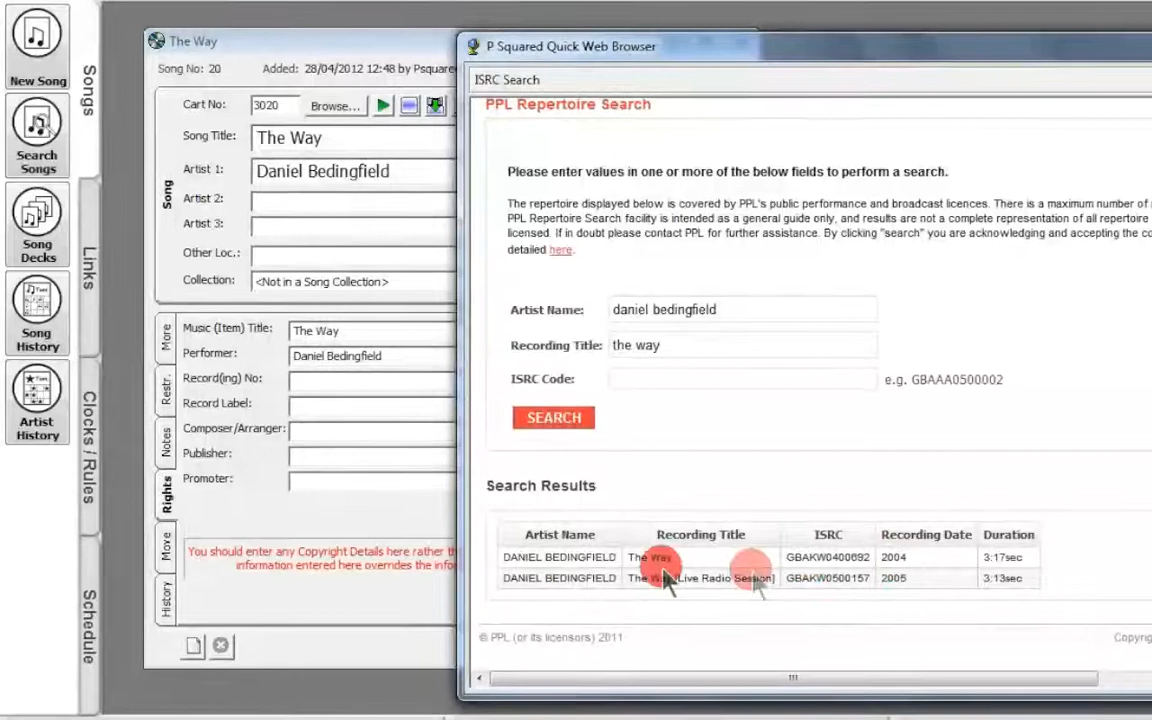 New Song
Search
Songs
Song
Decks
Song
History
Artist
History
Songs
Links
Clocks / Rules
Schedule
The Way
Song No: 20 Added: 28/04/2012 12:48 by Psquare
Song
Cart No: 3020 Browse...
Song Title: The Way
Artist 1: Daniel Bedingfield
Artist 2:
Artist 3:
Other Loc.:
Collection: <Not in a Song Collection>
More
Restr.
Notes
Rights
Move
History
Music (Item) Title: The Way
Performer: Daniel Bedingfield
Record(ing) No:
Record Label:
Composer/Arranger:
Publisher:
Promoter:
You should enter any Copyright Details here rather th
information entered here overrides the info
P Squared Quick Web Browser
ISRC Search
PPL Repertoire Search
Please enter values in one or more of the below fields to perform a search.
The repertoire displayed below is covered by PPL's public performance and broadcast licences. There is a maximum number of
PPL Repertoire Search facility is intended as a general guide only, and results are not a complete representation of all repertoire
licensed. If in doubt please contact PPL for further assistance. By clicking "search" you are acknowledging and accepting the co
detailed here.
Artist Name: daniel bedingfield
Recording Title: the way
ISRC Code: e.g. GBAAA0500002
SEARCH
Search Results
Artist Name Recording Title ISRC Recording Date Duration
DANIEL BEDINGFIELD The Way GBAKW0400692 2004 3:17sec
DANIEL BEDINGFIELD The Way [Live Radio Session] GBAKW0500157 2005 3:13sec
© PPL (or its licensors) 2011
Copyrig